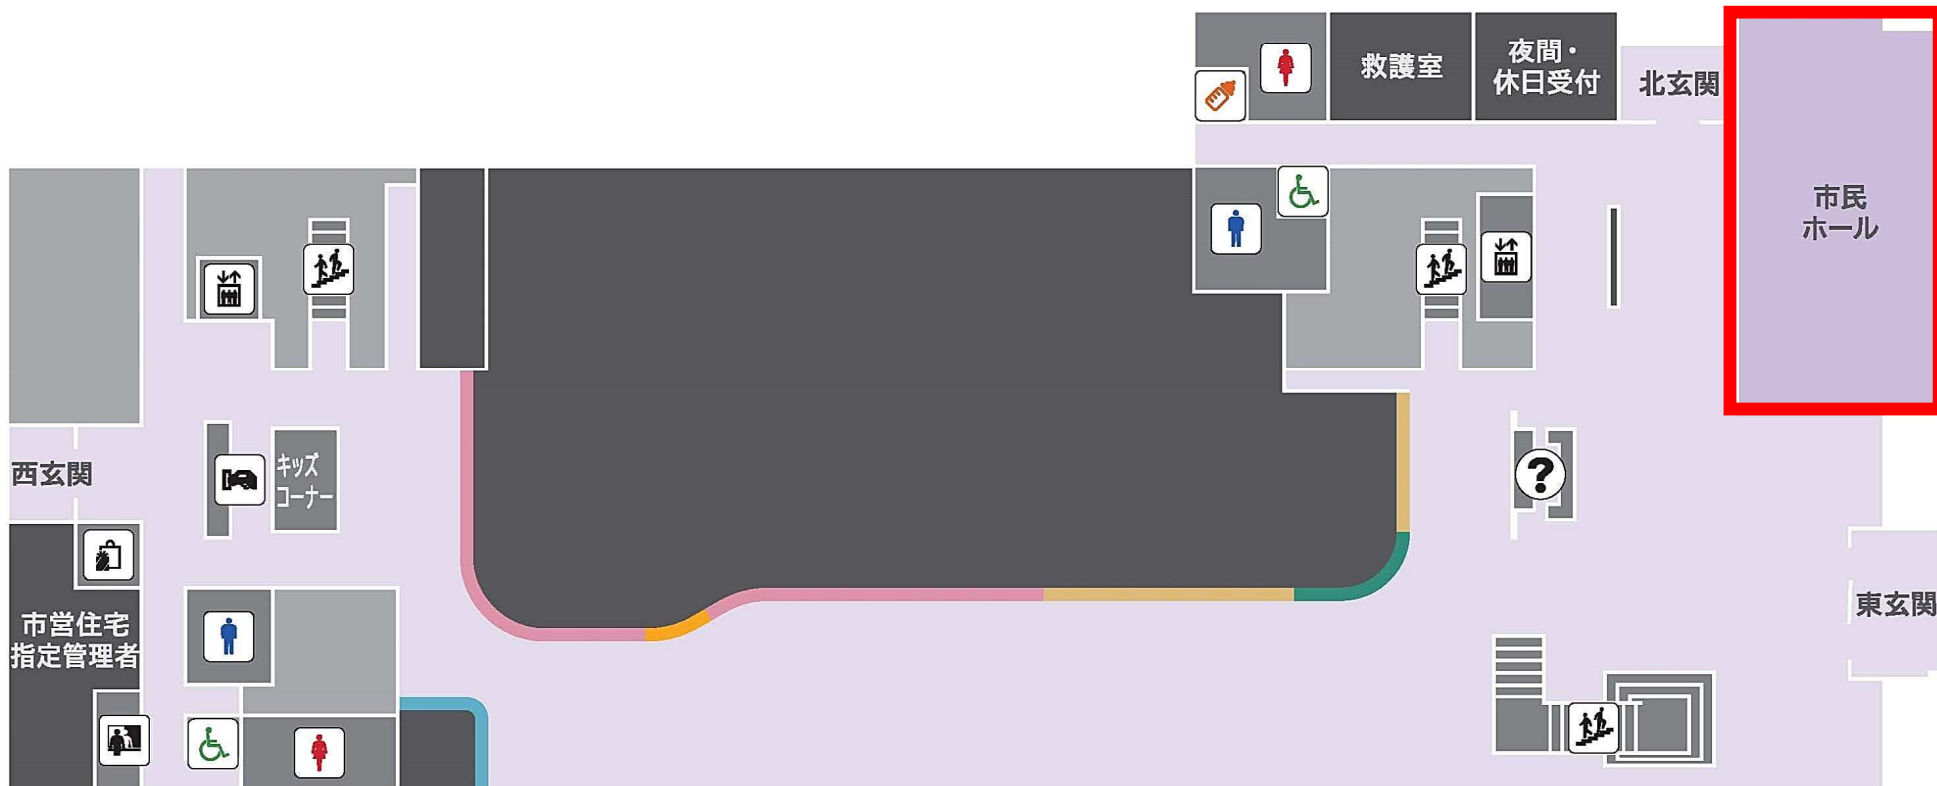 救護室
夜間・
休日受付
北玄関
市民
ホール
西玄関
キッズ
コーナー
?
市営住宅
指定管理者
東玄関